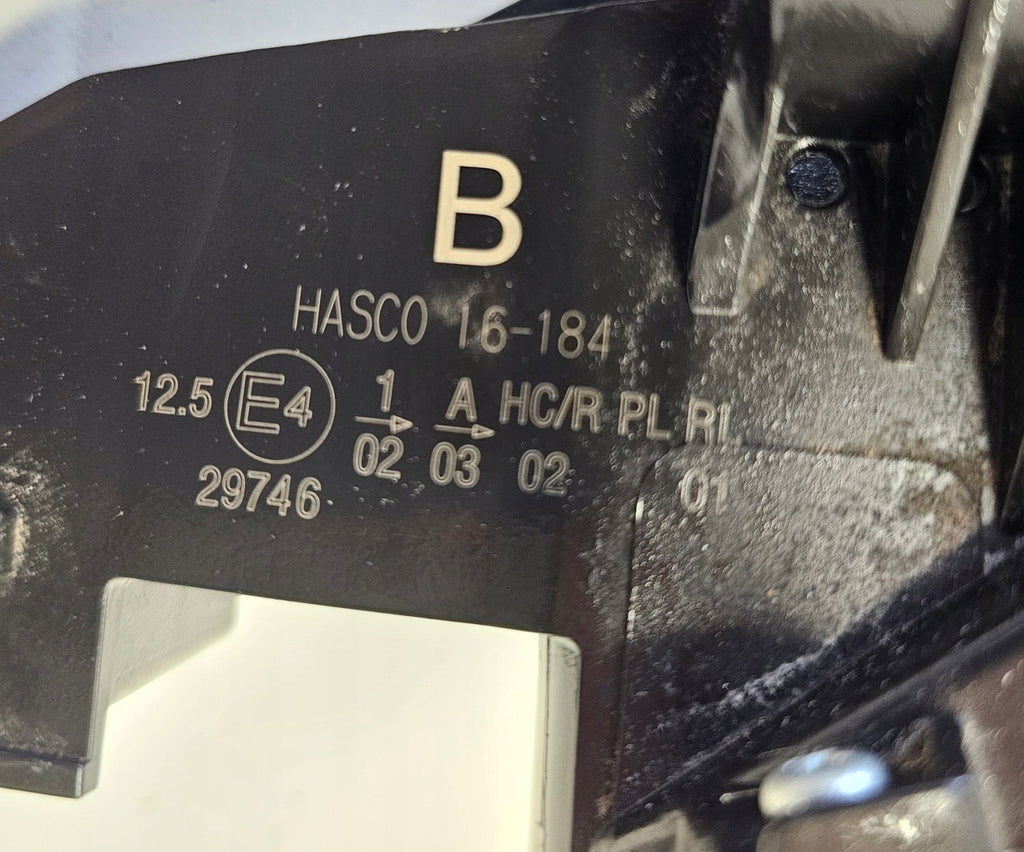 B
HASCO 16-184
12.5 E4 1 A HC/R PL R1
02 03 02 01
29746